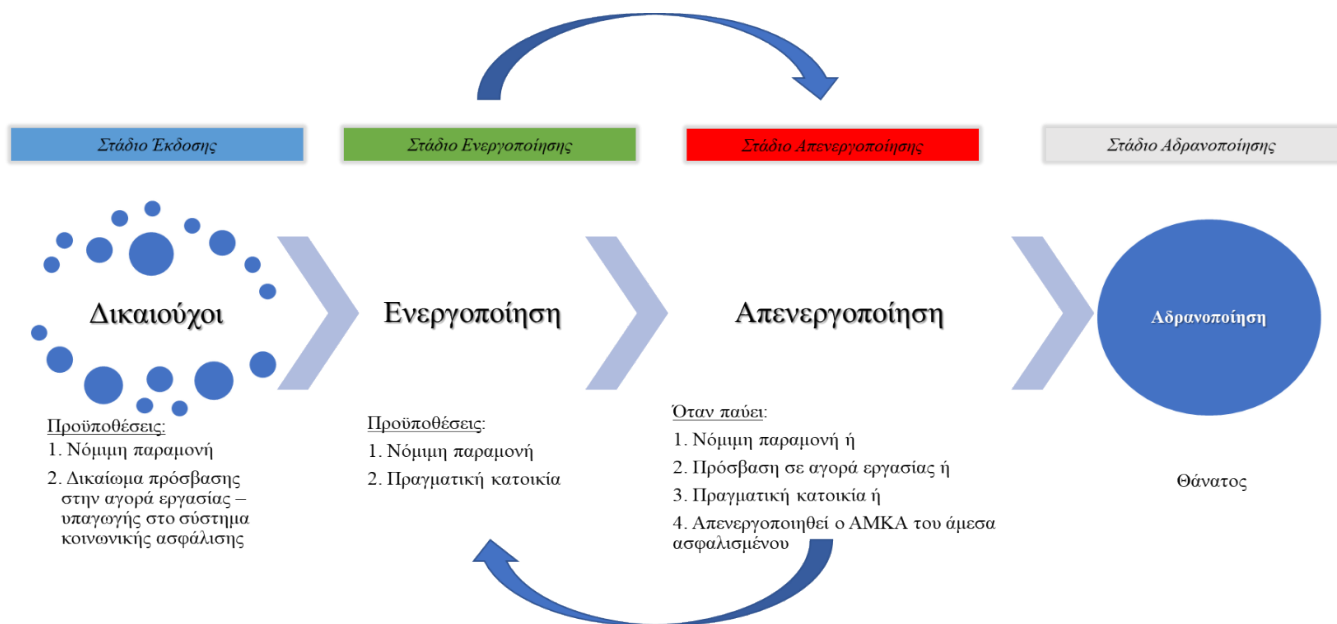 Στάδιο Έκδοσης
Στάδιο Ενεργοποίησης
Στάδιο Απενεργοποίησης
Στάδιο Αδρανοποίησης
Δικαιούχοι
Ενεργοποίηση
Απενεργοποίηση
Αδρανοποίηση
Προϋποθέσεις:
1. Νόμιμη παραμονή
2. Δικαίωμα πρόσβασης
στην αγορά εργασίας –
υπαγωγής στο σύστημα
κοινωνικής ασφάλισης
Προϋποθέσεις:
1. Νόμιμη παραμονή
2. Πραγματική κατοικία
Όταν παύει:
1. Νόμιμη παραμονή ή
2. Πρόσβαση σε αγορά εργασίας ή
3. Πραγματική κατοικία ή
4. Απενεργοποιηθεί ο ΑΜΚΑ του άμεσα
ασφαλισμένου
Θάνατος